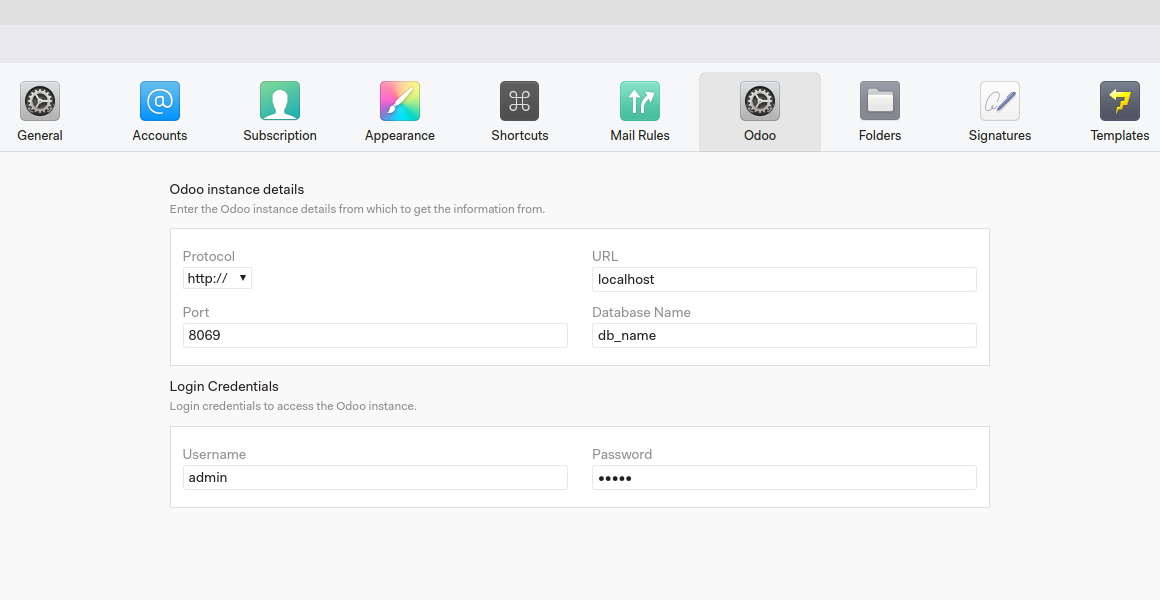 General Accounts Subscription Appearance Shortcuts Mail Rules Odoo Folders Signatures Templates
Odoo instance details
Enter the Odoo instance details from which to get the information from.
Protocol URL
http:// ▼ localhost
Port Database Name
8069 db_name
Login Credentials
Login credentials to access the Odoo instance.
Username Password
admin •••••